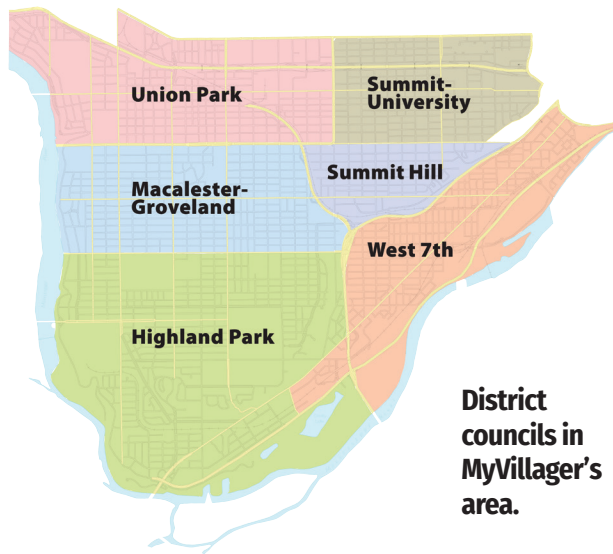 Union Park
Summit-
University
Summit Hill
Macalester-
Groveland
West 7th
Highland Park
District
councils in
MyVillager’s
area.